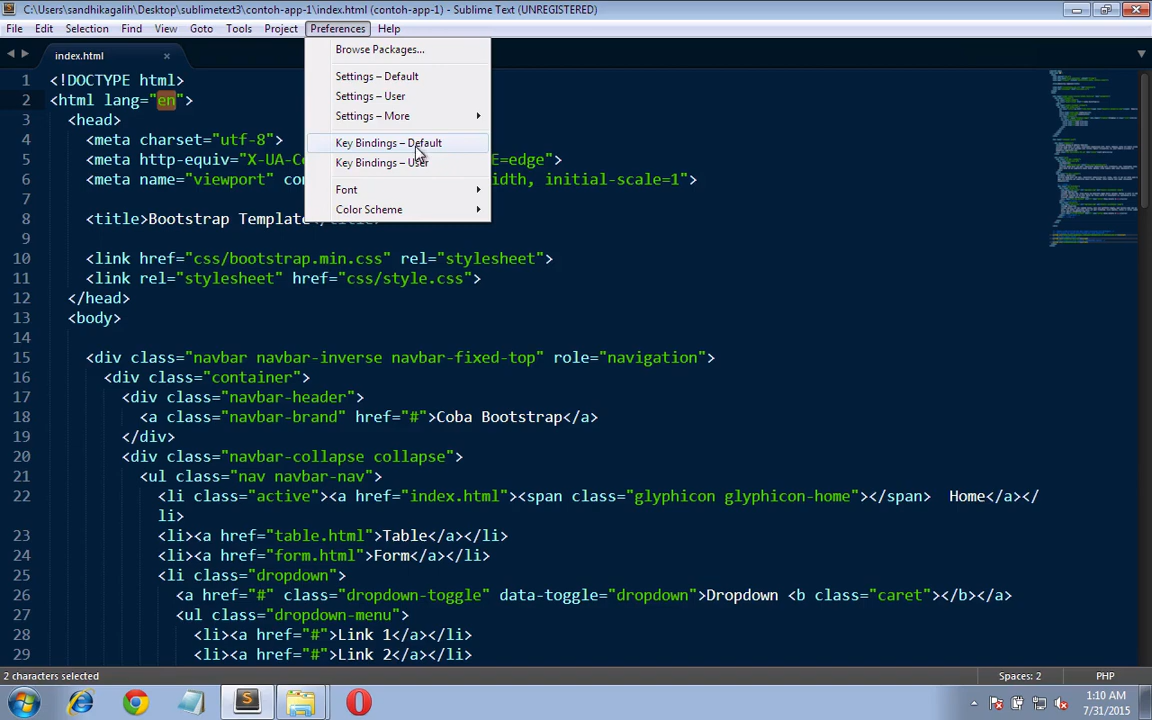 C:\Users\sandhikagalih\Desktop\sublimetext3\contoh-app-1\index.html (contoh-app-1) - Sublime Text (UNREGISTERED)
File Edit Selection Find View Goto Tools Project Preferences Help
Browse Packages...
Settings – Default
Settings – User
Settings – More
Key Bindings – Default
Key Bindings – User
Font
Color Scheme
index.html
1 <!DOCTYPE html>
2 <html lang="en">
3 <head>
4 <meta charset="utf-8">
5 <meta http-equiv="X-UA-Co E=edge">
6 <meta name="viewport" con width, initial-scale=1">
7
8 <title>Bootstrap Template</title>
9
10 <link href="css/bootstrap.min.css" rel="stylesheet">
11 <link rel="stylesheet" href="css/style.css">
12 </head>
13 <body>
14
15 <div class="navbar navbar-inverse navbar-fixed-top" role="navigation">
16 <div class="container">
17 <div class="navbar-header">
18 <a class="navbar-brand" href="#">Coba Bootstrap</a>
19 </div>
20 <div class="navbar-collapse collapse">
21 <ul class="nav navbar-nav">
22 <li class="active"><a href="index.html"><span class="glyphicon glyphicon-home"></span> Home</a></
li>
23 <li><a href="table.html">Table</a></li>
24 <li><a href="form.html">Form</a></li>
25 <li class="dropdown">
26 <a href="#" class="dropdown-toggle" data-toggle="dropdown">Dropdown <b class="caret"></b></a>
27 <ul class="dropdown-menu">
28 <li><a href="#">Link 1</a></li>
29 <li><a href="#">Link 2</a></li>
2 characters selected Spaces: 2 PHP
1:10 AM
7/31/2015